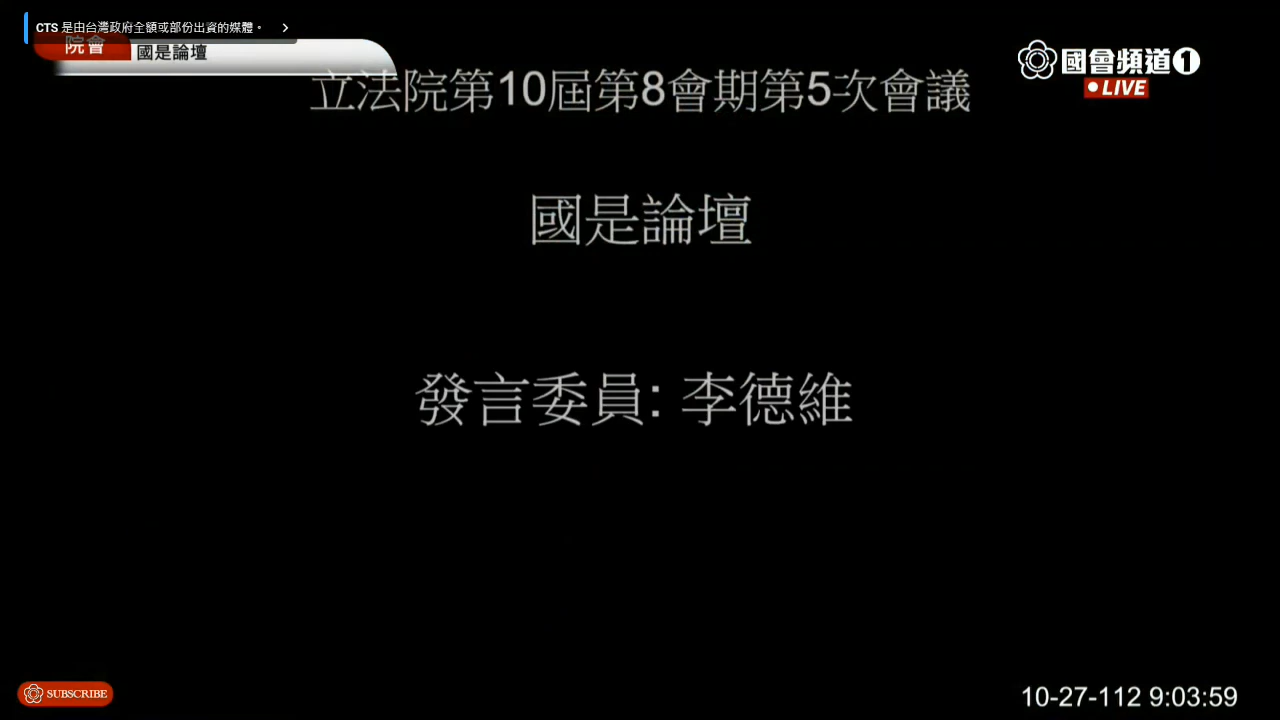 CTS 是由台灣政府全額或部份出資的媒體。
院會 國是論壇
國會頻道1
LIVE
立法院第10屆第8會期第5次會議
國是論壇
發言委員: 李德維
SUBSCRIBE
10-27-112 9:03:59